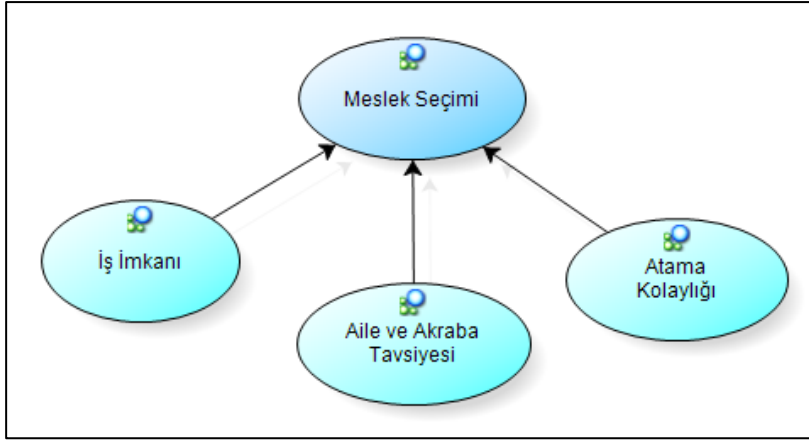 Meslek Seçimi
İş İmkanı
Aile ve Akraba
Tavsiyesi
Atama
Kolaylığı